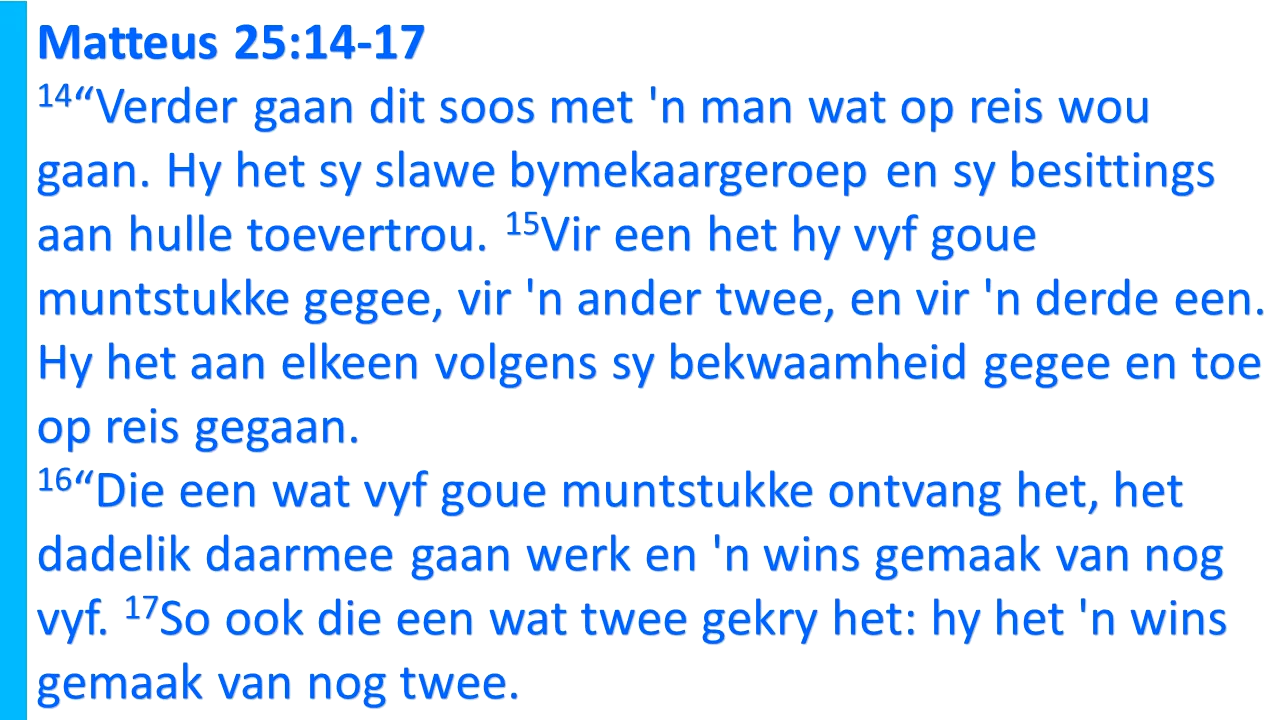 Matteus 25:14-17
14“Verder gaan dit soos met 'n man wat op reis wou
gaan. Hy het sy slawe bymekaargeroep en sy besittings
aan hulle toevertrou. 15Vir een het hy vyf goue
muntstukke gegee, vir 'n ander twee, en vir 'n derde een.
Hy het aan elkeen volgens sy bekwaamheid gegee en toe
op reis gegaan.
16“Die een wat vyf goue muntstukke ontvang het, het
dadelik daarmee gaan werk en 'n wins gemaak van nog
vyf. 17So ook die een wat twee gekry het: hy het 'n wins
gemaak van nog twee.